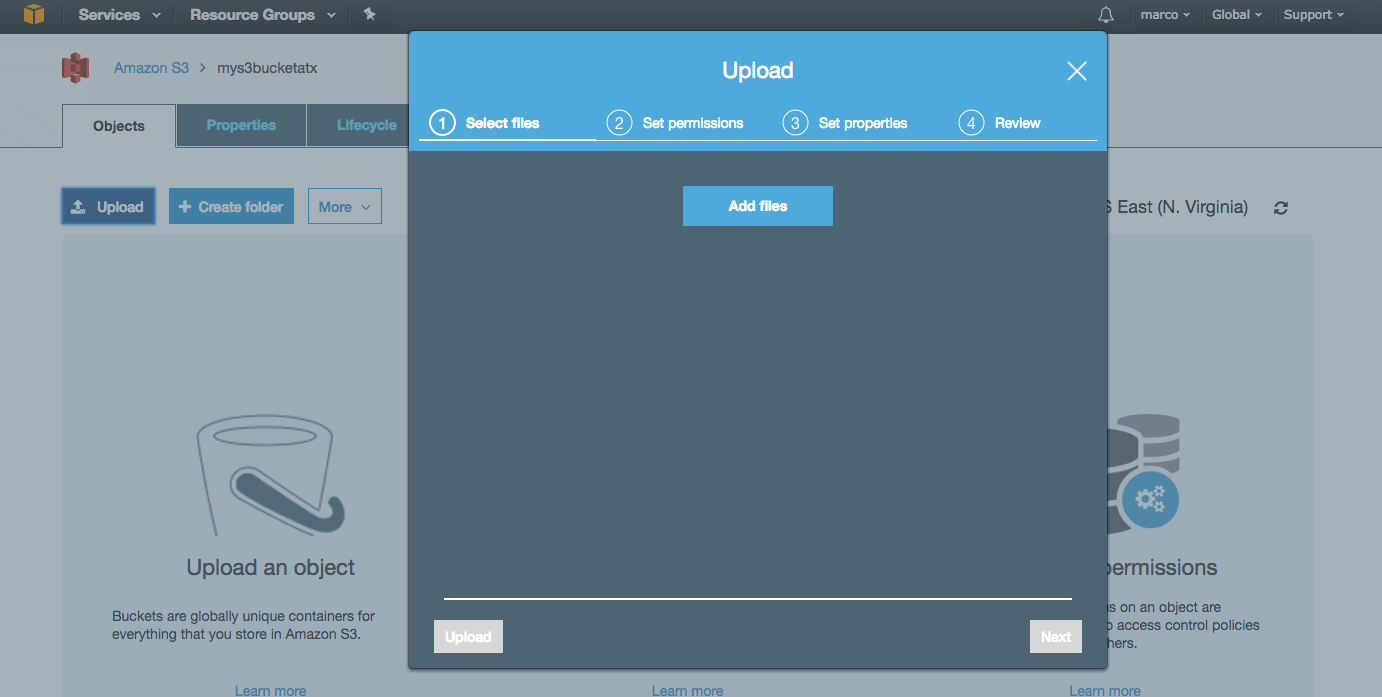 Services Resource Groups marco Global Support
Amazon S3 > mys3bucketatx
Upload
Objects Properties Lifecycle
1 Select files 2 Set permissions 3 Set properties 4 Review
Upload + Create folder More
East (N. Virginia)
Add files
Upload an object
permissions
Buckets are globally unique containers for
everything that you store in Amazon S3.
on an object are
access control policies
Upload Next
Learn more Learn more Learn more